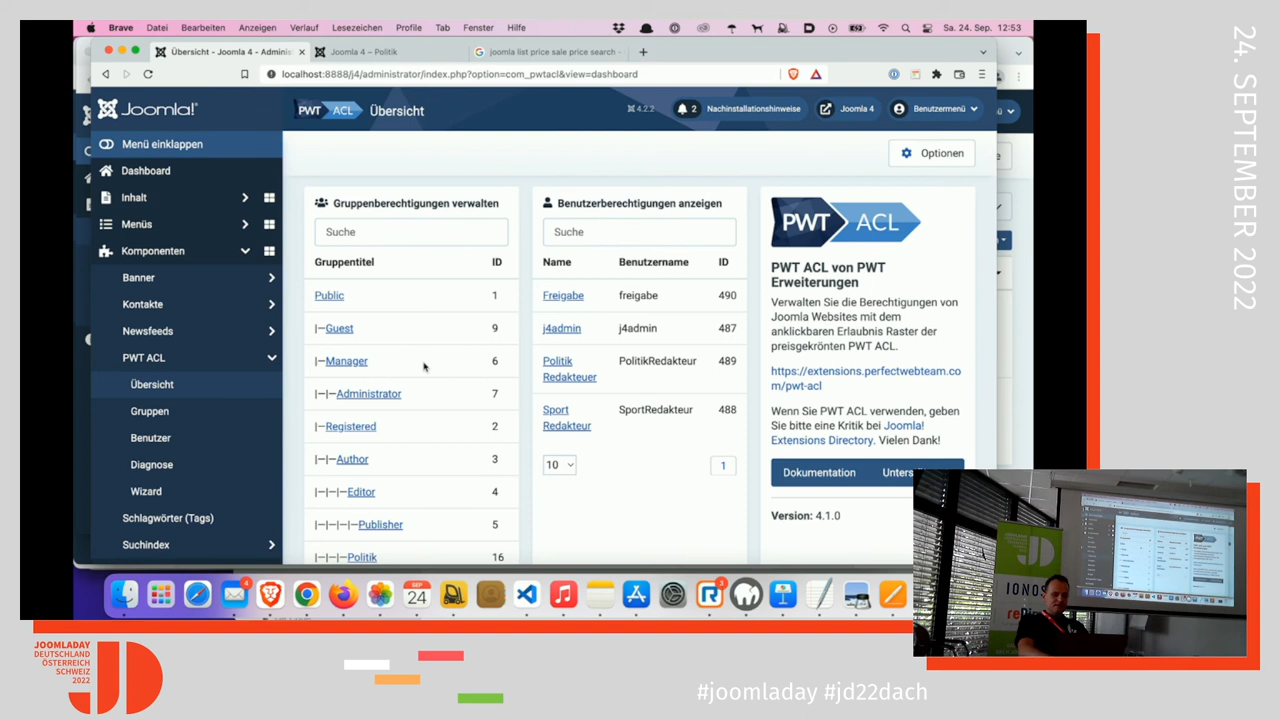 Brave Datei Bearbeiten Anzeigen Verlauf Lesezeichen Profile Tab Fenster Hilfe
Sa. 24. Sep. 12:53
Übersicht - Joomla 4 - Adminis
Joomla 4 – Politik
joomla list price sale price search -
localhost:8888/j4/administrator/index.php?option=com_pwtacl&view=dashboard
Joomla!
PWT ACL Übersicht
4.2.2
2 Nachinstallationshinweise
Joomla 4
Benutzermenü
Menü einklappen
Dashboard
Inhalt
Menüs
Komponenten
Banner
Kontakte
Newsfeeds
PWT ACL
Übersicht
Gruppen
Benutzer
Diagnose
Wizard
Schlagwörter (Tags)
Suchindex
Optionen
Gruppenberechtigungen verwalten
Suche
Gruppentitel ID
Public 1
|—Guest 9
|—Manager 6
|—|—Administrator 7
|—Registered 2
|—|—Author 3
|—|—|—Editor 4
|—|—|—|—Publisher 5
|—|—|—Politik 16
Benutzerberechtigungen anzeigen
Suche
Name Benutzername ID
Freigabe freigabe 490
j4admin j4admin 487
Politik PolitikRedakteur 489
Redakteuer
Sport SportRedakteur 488
Redakteur
10
1
PWT ACL
PWT ACL von PWT
Erweiterungen
Verwalten Sie die Berechtigungen von
Joomla Websites mit dem
anklickbaren Erlaubnis Raster der
preisgekrönten PWT ACL.
https://extensions.perfectwebteam.co
m/pwt-acl
Wenn Sie PWT ACL verwenden, geben
Sie bitte eine Kritik bei Joomla!
Extensions Directory. Vielen Dank!
Dokumentation
Version: 4.1.0
4
SEP
24
3
24. SEPTEMBER 2022
IONOS
JOOMLADAY
DEUTSCHLAND
ÖSTERREICH
SCHWEIZ
2022
JD
#joomladay #jd22dach